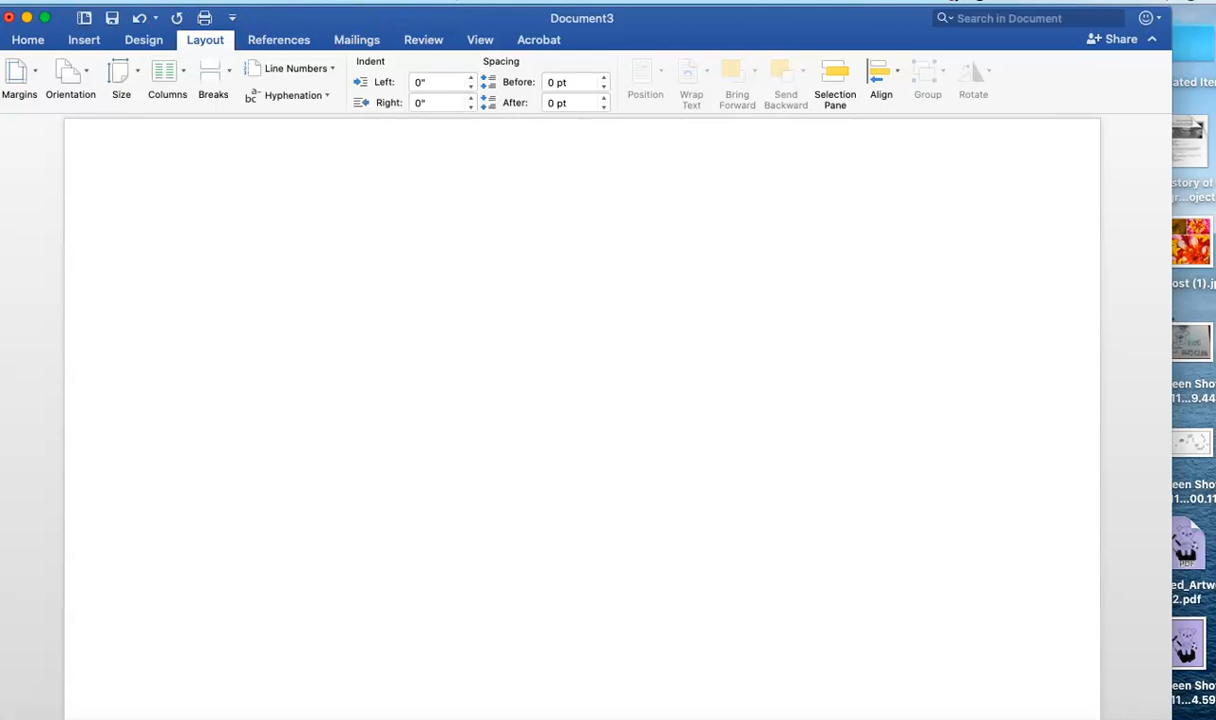 Document3
Search in Document
Home Insert Design Layout References Mailings Review View Acrobat
Share
Margins
Orientation
Size
Columns
Breaks
Line Numbers
Hyphenation
Indent
Left: 0"
Right: 0"
Spacing
Before: 0 pt
After: 0 pt
Position
Wrap
Text
Bring
Forward
Send
Backward
Selection
Pane
Align
Group
Rotate
ated Ite
story of
gr...oject
ost (1).j
een Sho
11...9.44
een Sho
11...00.11
PDF
ed_Artw
2.pdf
een Sho
11...4.59